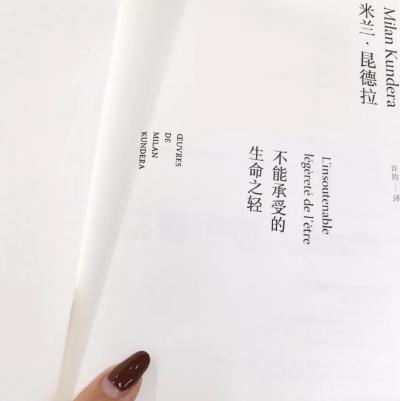 Milan Kundera
米兰·昆德拉
许钧—译
L'insoutenable
légèreté de l'être
不能承受的
生命之轻
ŒUVRES
DE
MILAN
KUNDERA